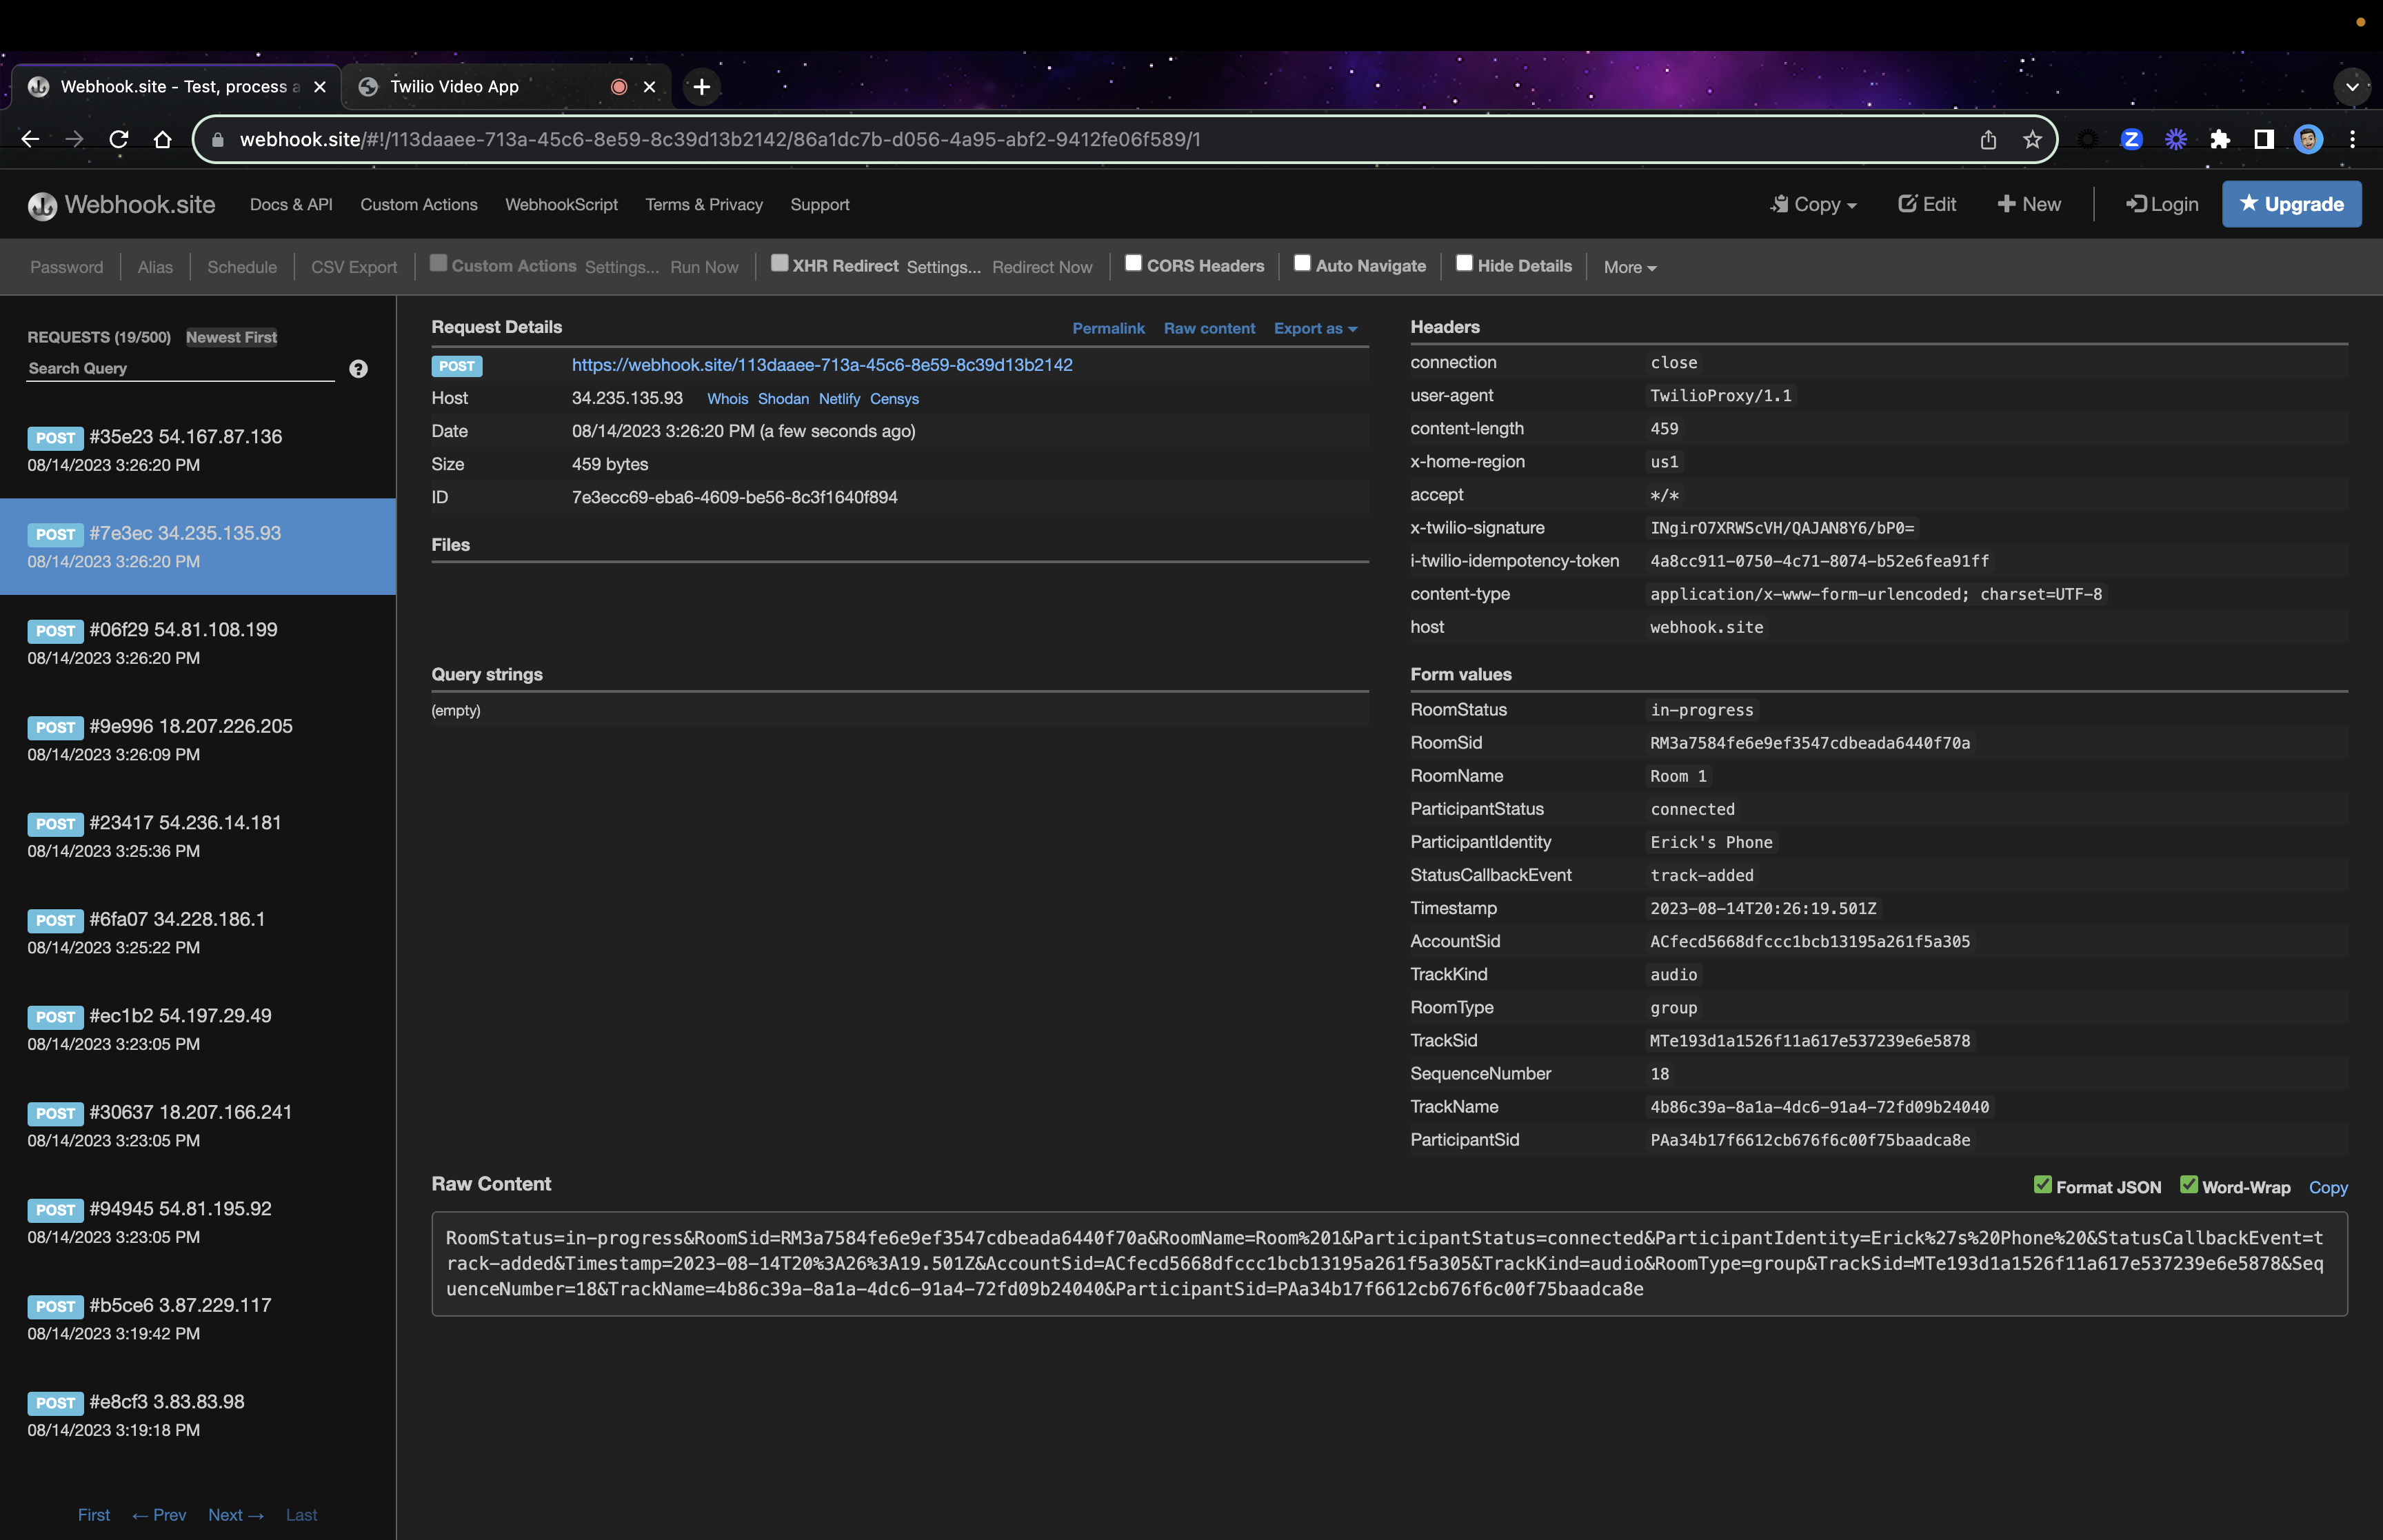 Webhook.site - Test, process a
Twilio Video App
webhook.site/#!/113daaee-713a-45c6-8e59-8c39d13b2142/86a1dc7b-d056-4a95-abf2-9412fe06f589/1
Webhook.site Docs & API Custom Actions WebhookScript Terms & Privacy Support Copy Edit New Login Upgrade
Password Alias Schedule CSV Export Custom Actions Settings... Run Now XHR Redirect Settings... Redirect Now CORS Headers Auto Navigate Hide Details More
REQUESTS (19/500) Newest First
Search Query
POST #35e23 54.167.87.136
08/14/2023 3:26:20 PM
POST #7e3ec 34.235.135.93
08/14/2023 3:26:20 PM
POST #06f29 54.81.108.199
08/14/2023 3:26:20 PM
POST #9e996 18.207.226.205
08/14/2023 3:26:09 PM
POST #23417 54.236.14.181
08/14/2023 3:25:36 PM
POST #6fa07 34.228.186.1
08/14/2023 3:25:22 PM
POST #ec1b2 54.197.29.49
08/14/2023 3:23:05 PM
POST #30637 18.207.166.241
08/14/2023 3:23:05 PM
POST #94945 54.81.195.92
08/14/2023 3:23:05 PM
POST #b5ce6 3.87.229.117
08/14/2023 3:19:42 PM
POST #e8cf3 3.83.83.98
08/14/2023 3:19:18 PM
First ← Prev Next → Last
Request Details Permalink Raw content Export as
POST https://webhook.site/113daaee-713a-45c6-8e59-8c39d13b2142
Host 34.235.135.93 Whois Shodan Netlify Censys
Date 08/14/2023 3:26:20 PM (a few seconds ago)
Size 459 bytes
ID 7e3ecc69-eba6-4609-be56-8c3f1640f894
Files
Query strings
(empty)
Headers
connection close
user-agent TwilioProxy/1.1
content-length 459
x-home-region us1
accept */*
x-twilio-signature INgirO7XRWScVH/QAJAN8Y6/bP0=
i-twilio-idempotency-token 4a8cc911-0750-4c71-8074-b52e6fea91ff
content-type application/x-www-form-urlencoded; charset=UTF-8
host webhook.site
Form values
RoomStatus in-progress
RoomSid RM3a7584fe6e9ef3547cdbeada6440f70a
RoomName Room 1
ParticipantStatus connected
ParticipantIdentity Erick's Phone
StatusCallbackEvent track-added
Timestamp 2023-08-14T20:26:19.501Z
AccountSid ACfecd5668dfccc1bcb13195a261f5a305
TrackKind audio
RoomType group
TrackSid MTe193d1a1526f11a617e537239e6e5878
SequenceNumber 18
TrackName 4b86c39a-8a1a-4dc6-91a4-72fd09b24040
ParticipantSid PAa34b17f6612cb676f6c00f75baadca8e
Raw Content Format JSON Word-Wrap Copy
RoomStatus=in-progress&RoomSid=RM3a7584fe6e9ef3547cdbeada6440f70a&RoomName=Room%201&ParticipantStatus=connected&ParticipantIdentity=Erick%27s%20Phone%20&StatusCallbackEvent=t
rack-added&Timestamp=2023-08-14T20%3A26%3A19.501Z&AccountSid=ACfecd5668dfccc1bcb13195a261f5a305&TrackKind=audio&RoomType=group&TrackSid=MTe193d1a1526f11a617e537239e6e5878&Seq
uenceNumber=18&TrackName=4b86c39a-8a1a-4dc6-91a4-72fd09b24040&ParticipantSid=PAa34b17f6612cb676f6c00f75baadca8e